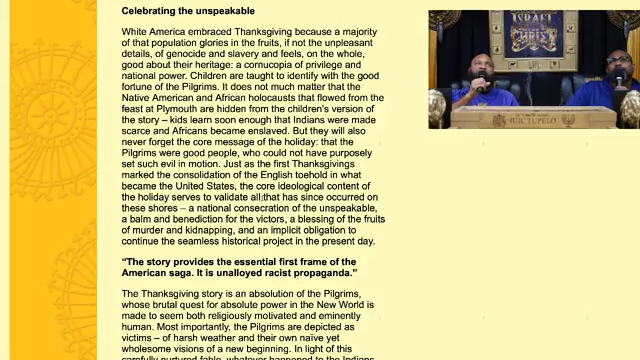 Celebrating the unspeakable
White America embraced Thanksgiving because a majority
of that population glories in the fruits, if not the unpleasant
details, of genocide and slavery and feels, on the whole,
good about their heritage: a cornucopia of privilege and
national power. Children are taught to identify with the good
fortune of the Pilgrims. It does not much matter that the
Native American and African holocausts that flowed from the
feast at Plymouth are hidden from the children's version of
the story – kids learn soon enough that Indians were made
scarce and Africans became enslaved. But they will also
never forget the core message of the holiday: that the
Pilgrims were good people, who could not have purposely
set such evil in motion. Just as the first Thanksgivings
marked the consolidation of the English toehold in what
became the United States, the core ideological content of
the holiday serves to validate all that has since occurred on
these shores – a national consecration of the unspeakable,
a balm and benediction for the victors, a blessing of the fruits
of murder and kidnapping, and an implicit obligation to
continue the seamless historical project in the present day.
“The story provides the essential first frame of the
American saga. It is unalloyed racist propaganda.”
The Thanksgiving story is an absolution of the Pilgrims,
whose brutal quest for absolute power in the New World is
made to seem both religiously motivated and eminently
human. Most importantly, the Pilgrims are depicted as
victims – of harsh weather and their own naïve yet
wholesome visions of a new beginning. In light of this
carefully nurtured fable, whatever happened to the Indians
ISRAEL
CHRIST
IUIC TUPELO